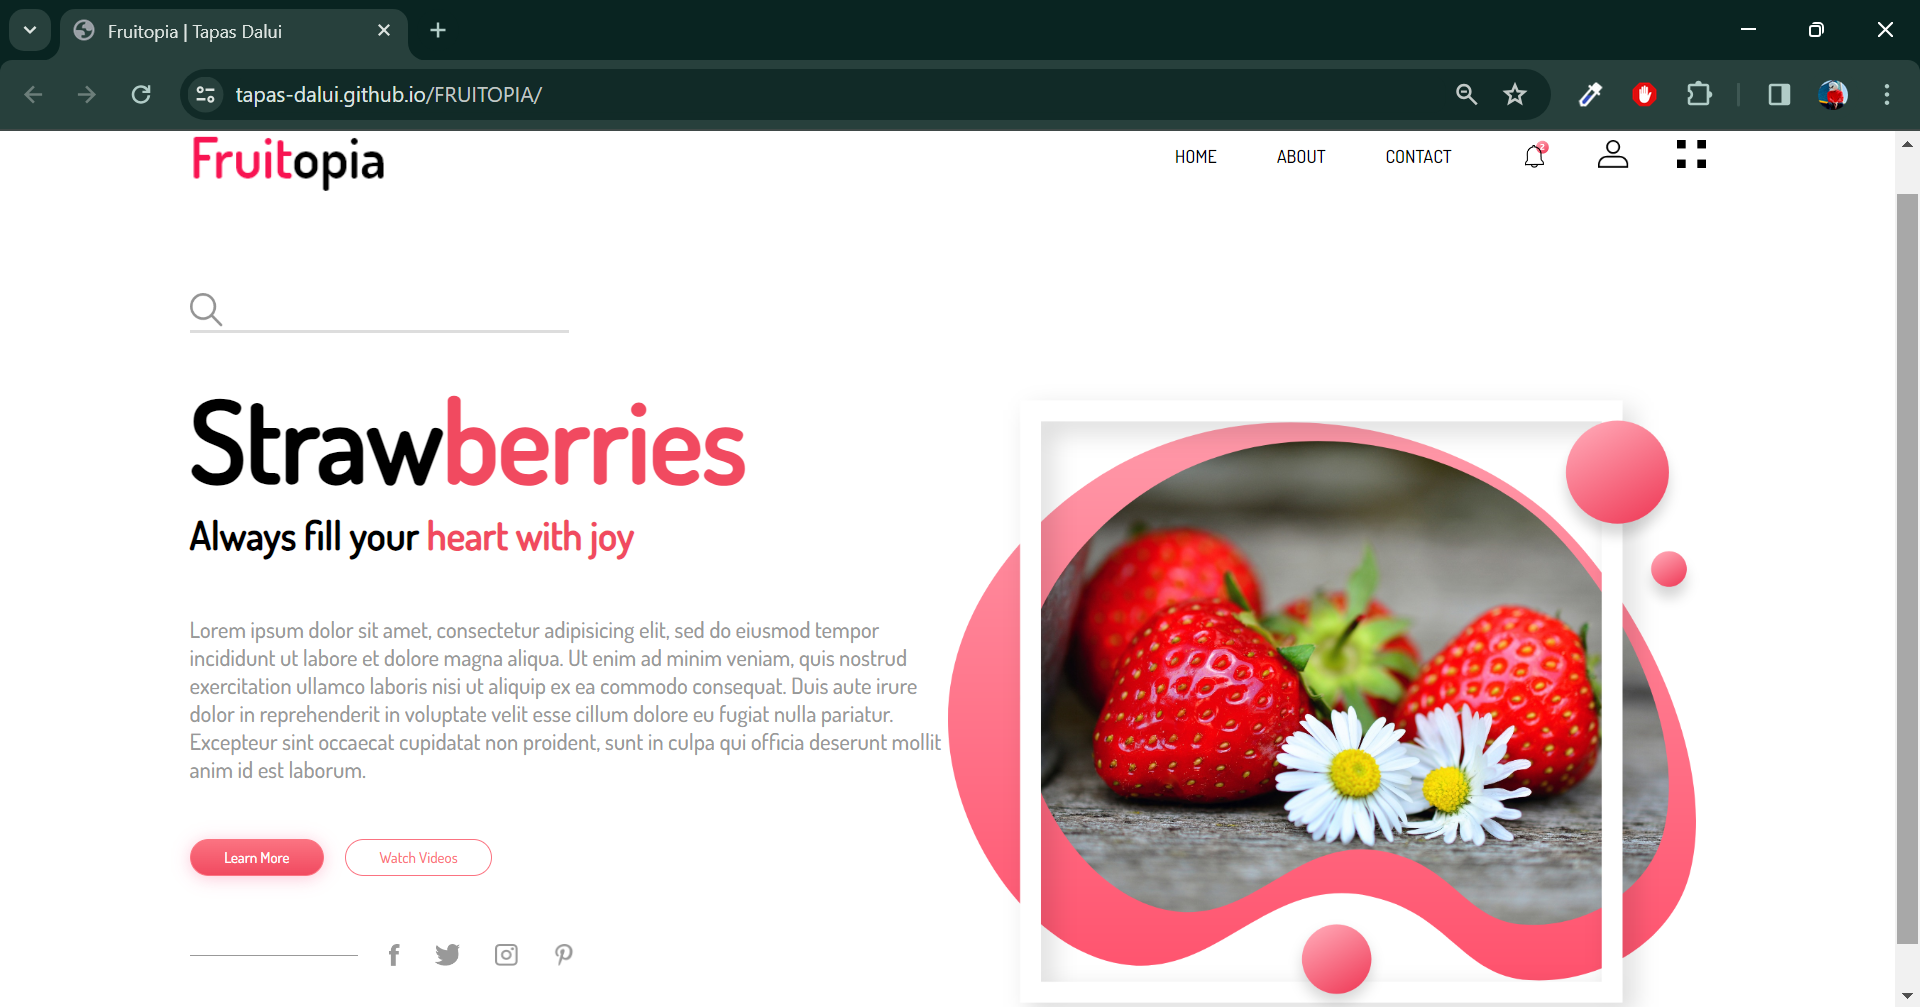 Fruitopia | Tapas Dalui
tapas-dalui.github.io/FRUITOPIA/
Fruitopia
HOME ABOUT CONTACT 2
Strawberries
Always fill your heart with joy
Lorem ipsum dolor sit amet, consectetur adipisicing elit, sed do eiusmod tempor
incididunt ut labore et dolore magna aliqua. Ut enim ad minim veniam, quis nostrud
exercitation ullamco laboris nisi ut aliquip ex ea commodo consequat. Duis aute irure
dolor in reprehenderit in voluptate velit esse cillum dolore eu fugiat nulla pariatur.
Excepteur sint occaecat cupidatat non proident, sunt in culpa qui officia deserunt mollit
anim id est laborum.
Learn More Watch Videos